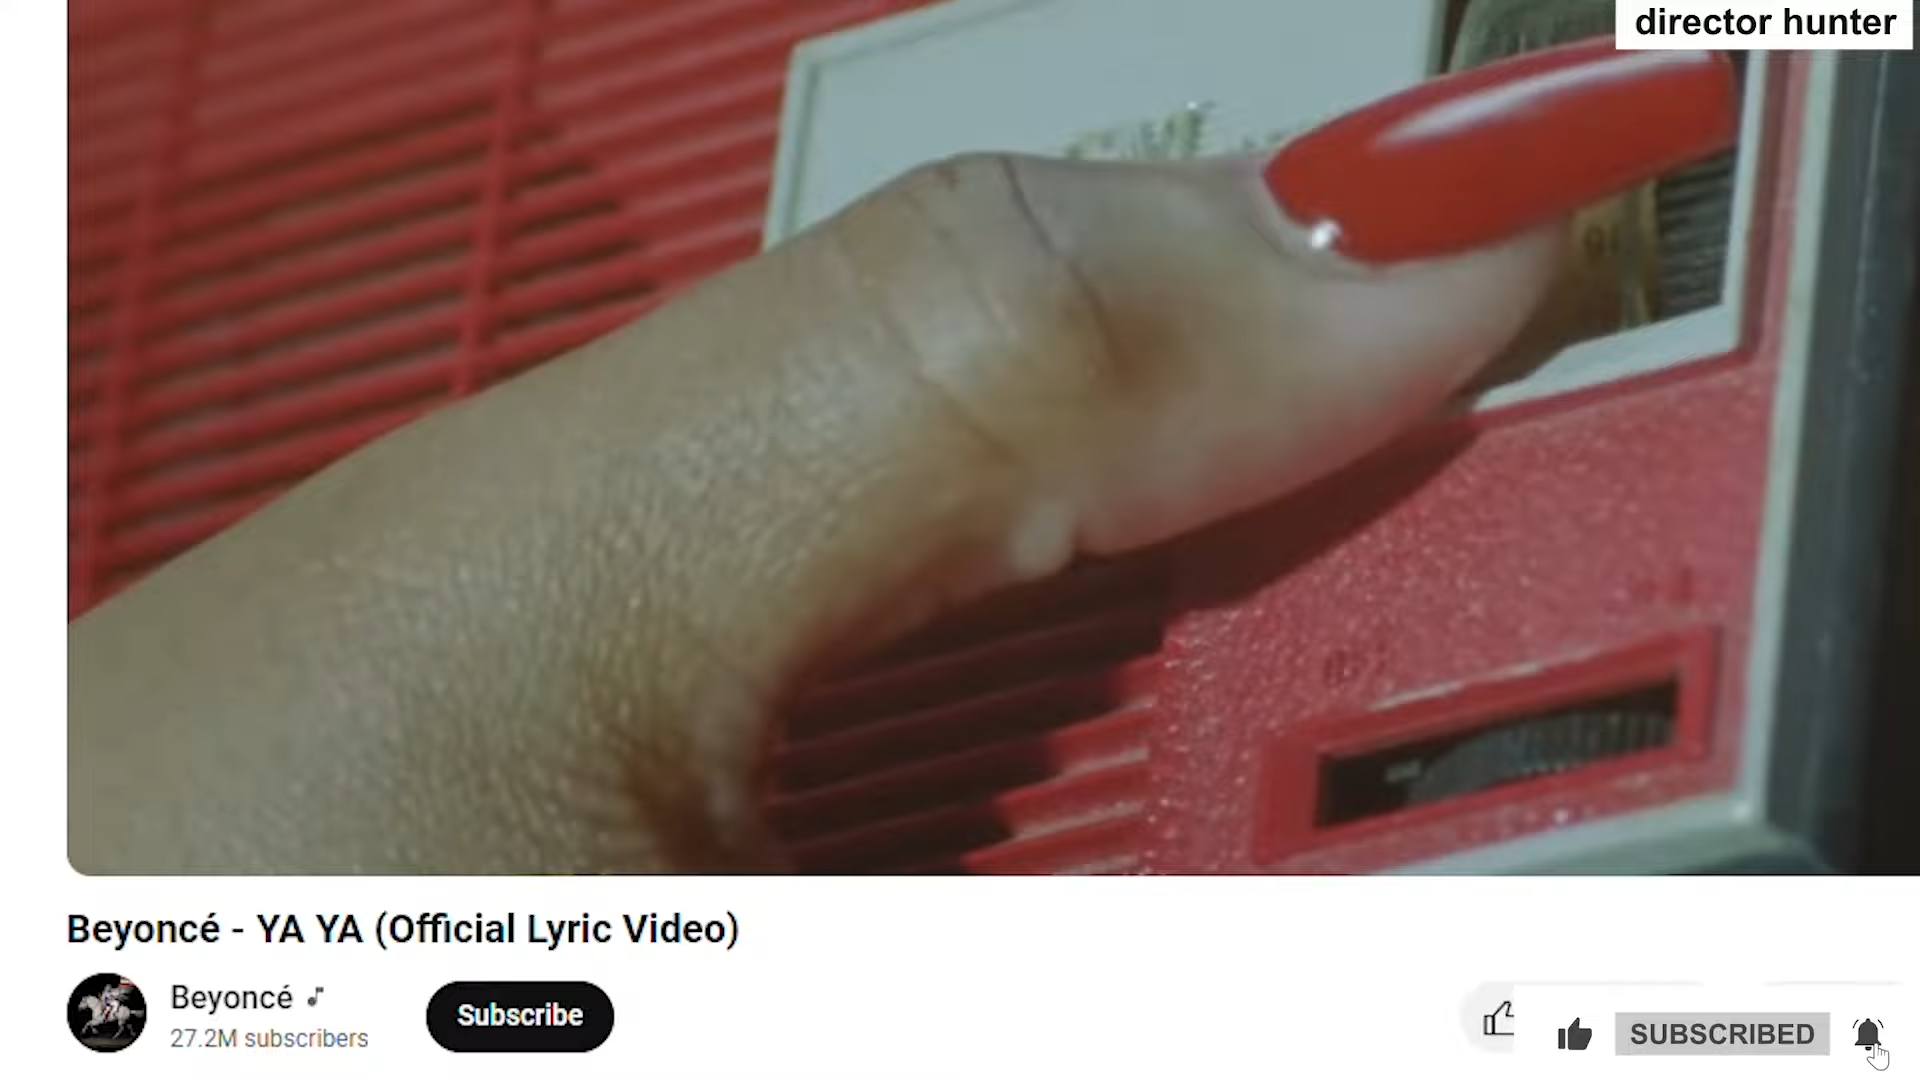 director hunter
Beyoncé - YA YA (Official Lyric Video)
Beyoncé
27.2M subscribers
Subscribe
SUBSCRIBED